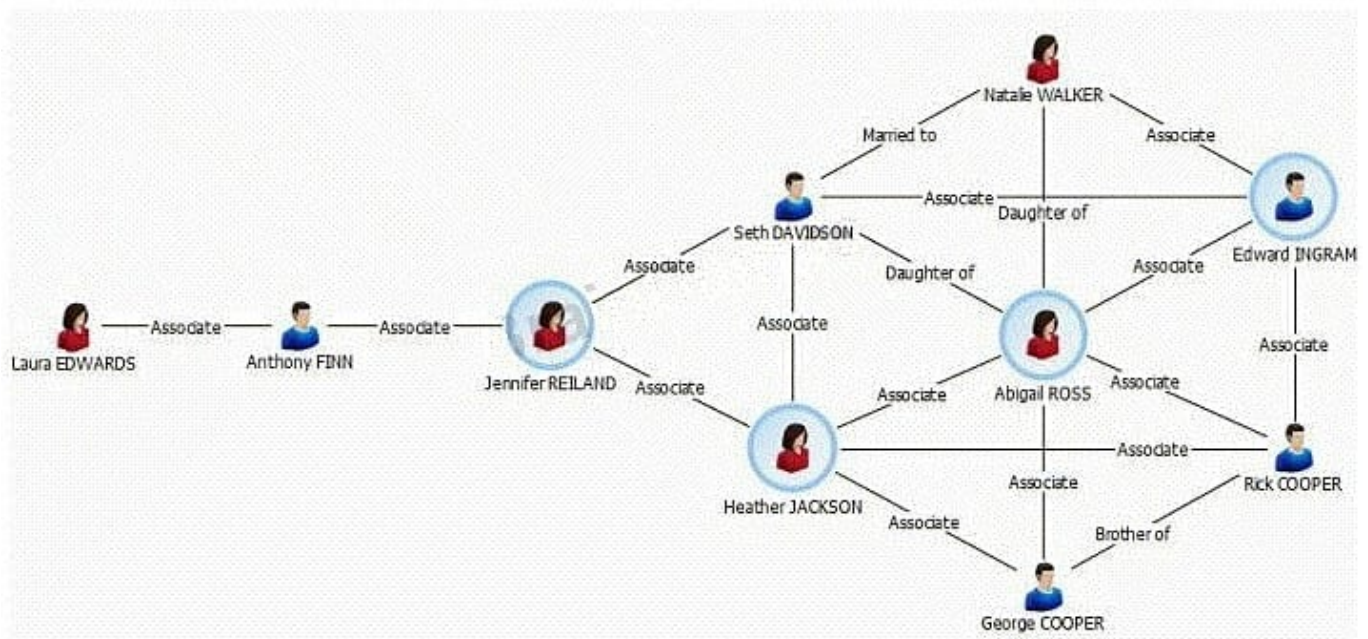 Natalie WALKER
Married to
Associate
Associate
Daughter of
Seth DAVIDSON
Edward INGRAM
Associate
Daughter of
Associate
Associate
Associate
Associate
Associate
Laura EDWARDS
Anthony FINN
Jennifer REILAND
Associate
Associate
Associate
Abigail ROSS
Associate
Heather JACKSON
Associate
Rick COOPER
Associate
Brother of
George COOPER